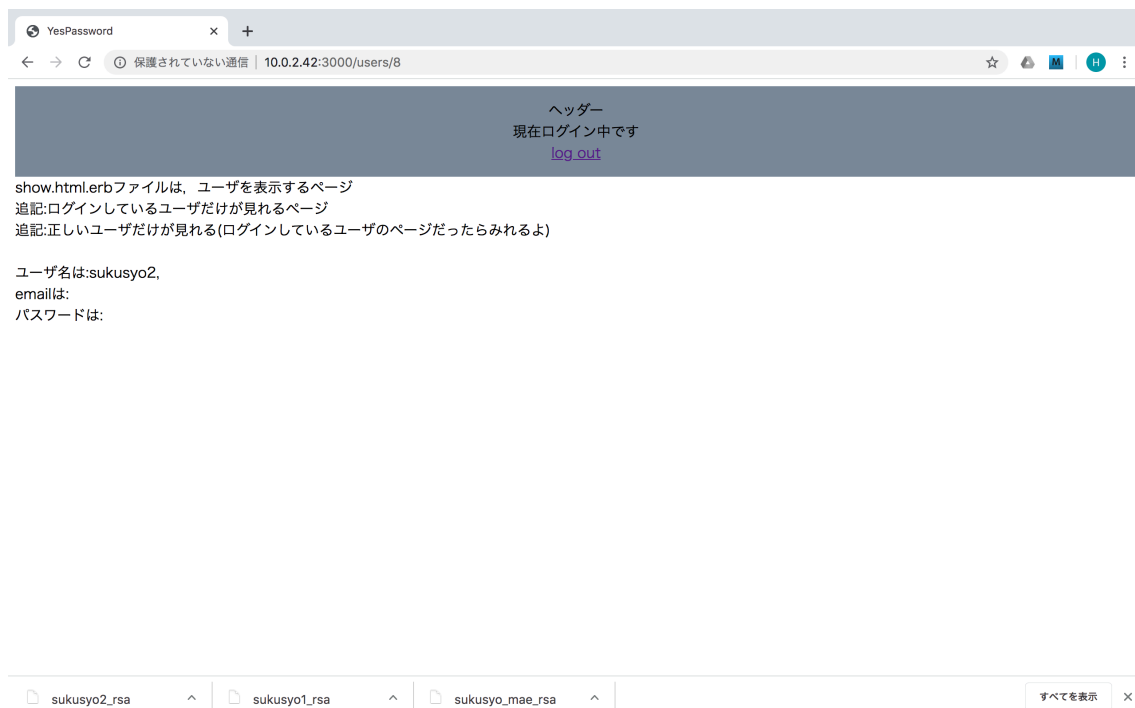 YesPassword
保護されていない通信 10.0.2.42:3000/users/8
M
H
ヘッダー
現在ログイン中です
log out
show.html.erbファイルは，ユーザを表示するページ
追記:ログインしているユーザだけが見れるページ
追記:正しいユーザだけが見れる(ログインしているユーザのページだったらみれるよ)
ユーザ名は:sukusyo2,
emailは:
パスワードは:
sukusyo2_rsa sukusyo1_rsa sukusyo_mae_rsa すべてを表示